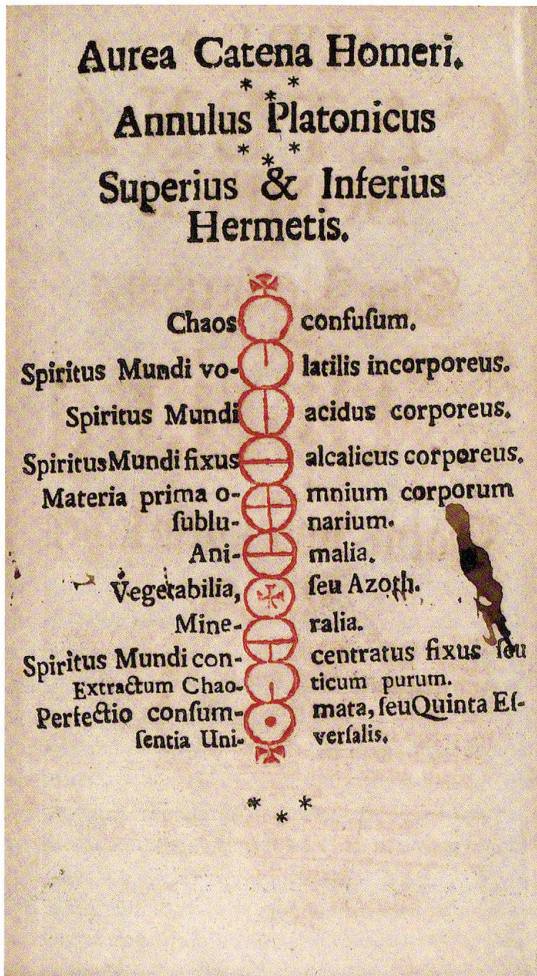 Aurea Catena Homeri.
* * *
Annulus Platonicus
* * *
Superius & Inferius
Hermetis.
Chaos confuſum.
Spiritus Mundi vo- latilis incorporeus.
Spiritus Mundi acidus corporeus.
Spiritus Mundi fixus alcalicus corporeus.
Materia prima o- mnium corporum
ſublu- narium.
Ani- malia.
Vegetabilia, ſeu Azoth.
Mine- ralia.
Spiritus Mundi con- centratus fixus ſeu
Extractum Chao- ticum purum.
Perfectio conſum- mata, ſeu Quinta Eſ-
ſentia Uni- verſalis.
* * *